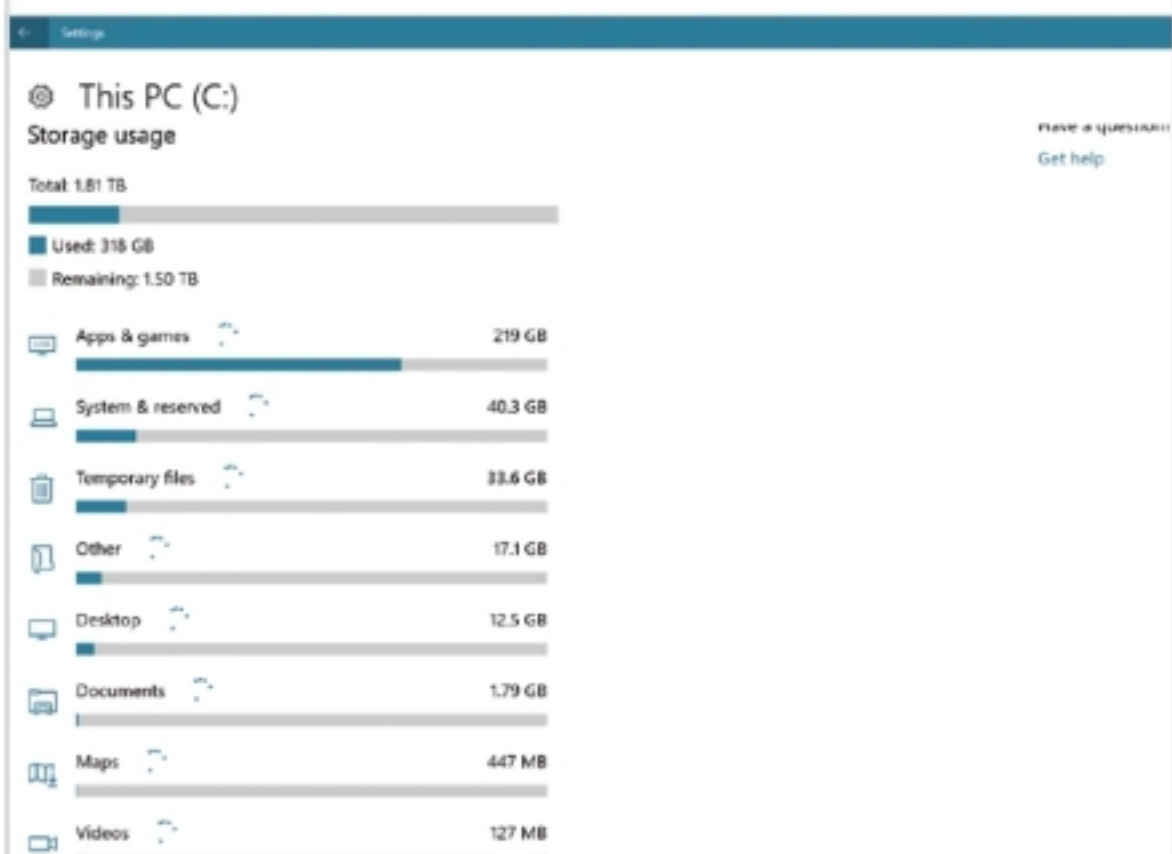 Settings
This PC (C:)
Storage usage
Total: 1.81 TB
Used: 318 GB
Remaining: 1.50 TB
Apps & games 219 GB
System & reserved 40.3 GB
Temporary files 33.6 GB
Other 17.1 GB
Desktop 12.5 GB
Documents 1.79 GB
Maps 447 MB
Videos 127 MB
Have a question?
Get help